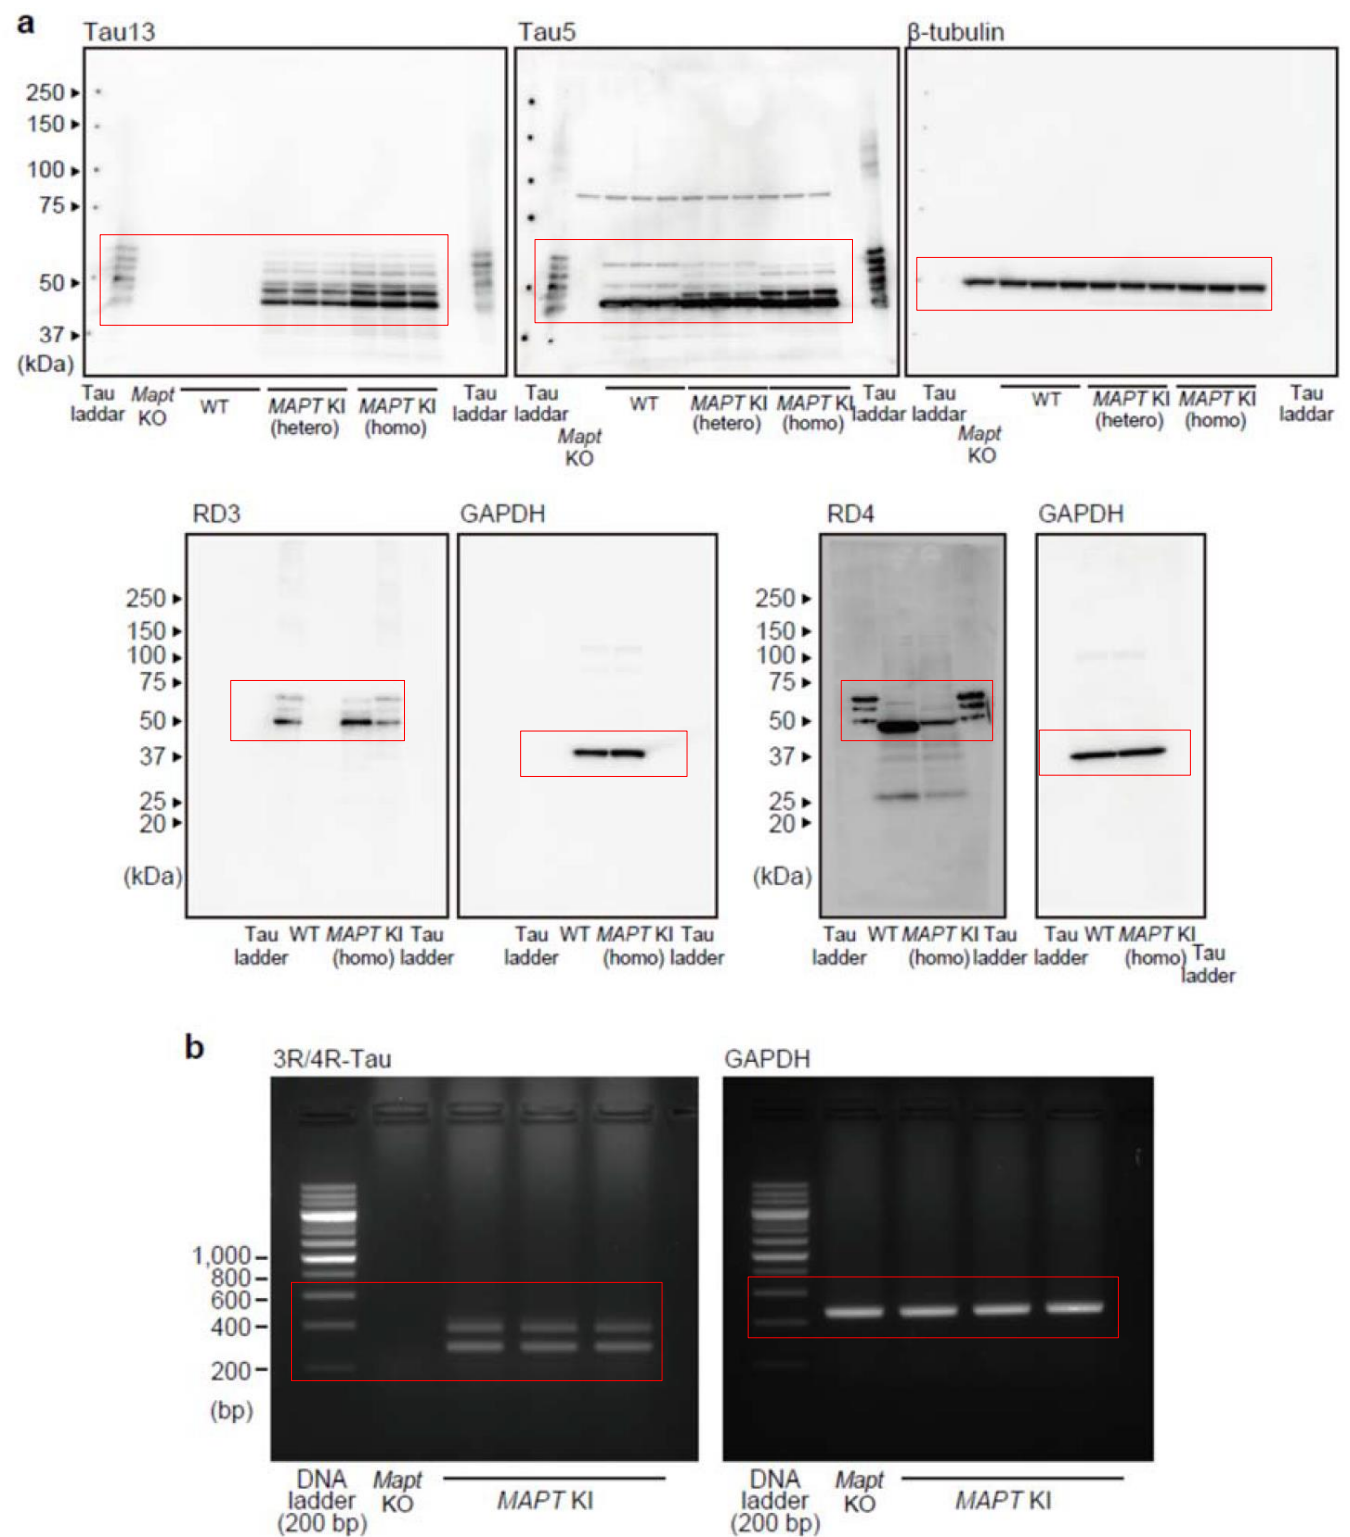 a
Tau13
Tau5
β-tubulin
250
150
100
75
50
37
(kDa)
Tau
laddar
Mapt
KO
WT
MAPT KI
(hetero)
MAPT KI
(homo)
Tau
laddar
Tau
laddar
Mapt
KO
WT
MAPT KI
(hetero)
MAPT KI
(homo)
Tau
laddar
Tau
laddar
Mapt
KO
WT
MAPT KI
(hetero)
MAPT KI
(homo)
Tau
laddar
RD3
GAPDH
RD4
GAPDH
250
150
100
75
50
37
25
20
(kDa)
250
150
100
75
50
37
25
20
(kDa)
Tau
ladder
WT
MAPT KI
(homo)
Tau
ladder
Tau
ladder
WT
MAPT KI
(homo)
Tau
ladder
Tau
ladder
WT
MAPT KI
(homo)
Tau
ladder
Tau
ladder
WT
MAPT KI
(homo)
Tau
ladder
b
3R/4R-Tau
GAPDH
1,000
800
600
400
200
(bp)
DNA
ladder
(200 bp)
Mapt
KO
MAPT KI
DNA
ladder
(200 bp)
Mapt
KO
MAPT KI